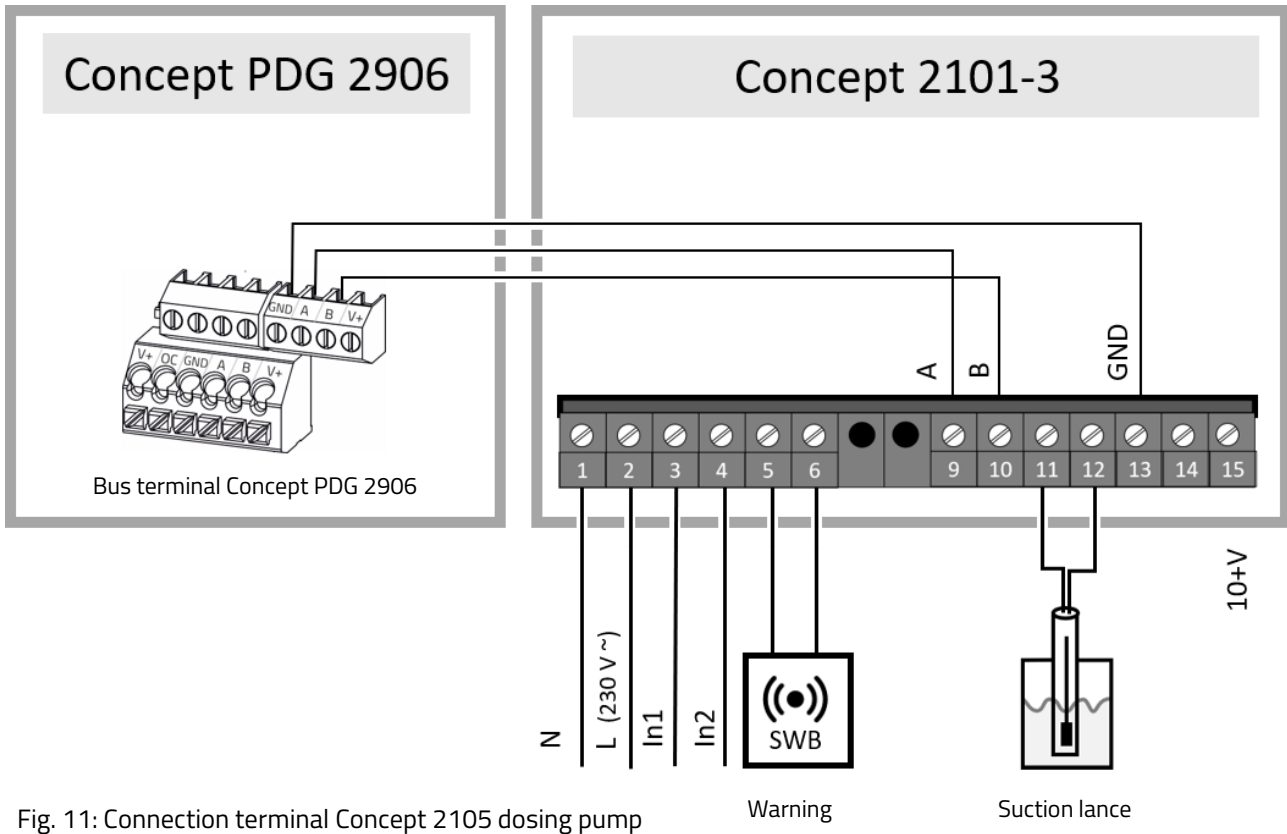 Concept PDG 2906
Concept 2101-3
GND A B V+
V+ OC GND A B V+
Bus terminal Concept PDG 2906
A
B
GND
1 2 3 4 5 6 9 10 11 12 13 14 15
N
L (230 V ~)
In1
In2
SWB
10+V
Warning
Suction lance
Fig. 11: Connection terminal Concept 2105 dosing pump